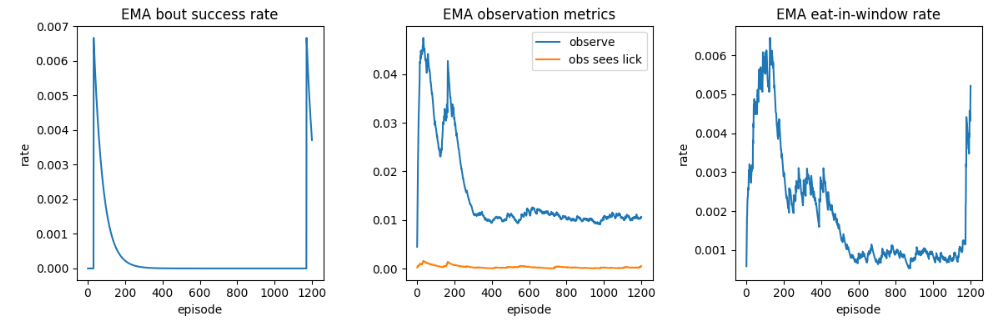 EMA bout success rate
rate
0.007
0.006
0.005
0.004
0.003
0.002
0.001
0.000
0 200 400 600 800 1000 1200
episode
EMA observation metrics
observe
obs sees lick
0.04
0.03
0.02
0.01
0.00
0 200 400 600 800 1000 1200
episode
EMA eat-in-window rate
rate
0.006
0.005
0.004
0.003
0.002
0.001
0 200 400 600 800 1000 1200
episode